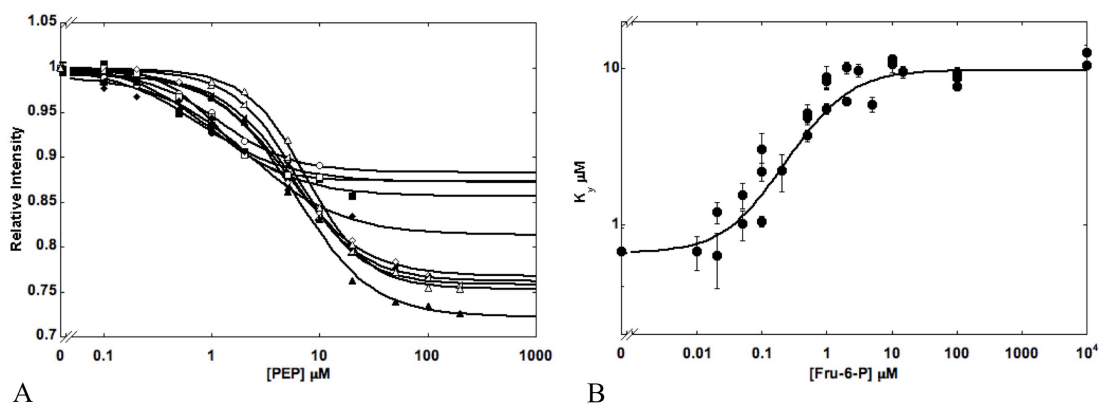 1.05
1
0.95
0.9
0.85
0.8
0.75
0.7
Relative Intensity
0 0.1 1 10 100 1000
[PEP] µM
A
10
1
K y µM
0 0.01 0.1 1 10 100 1000 10⁴
[Fru-6-P] µM
B